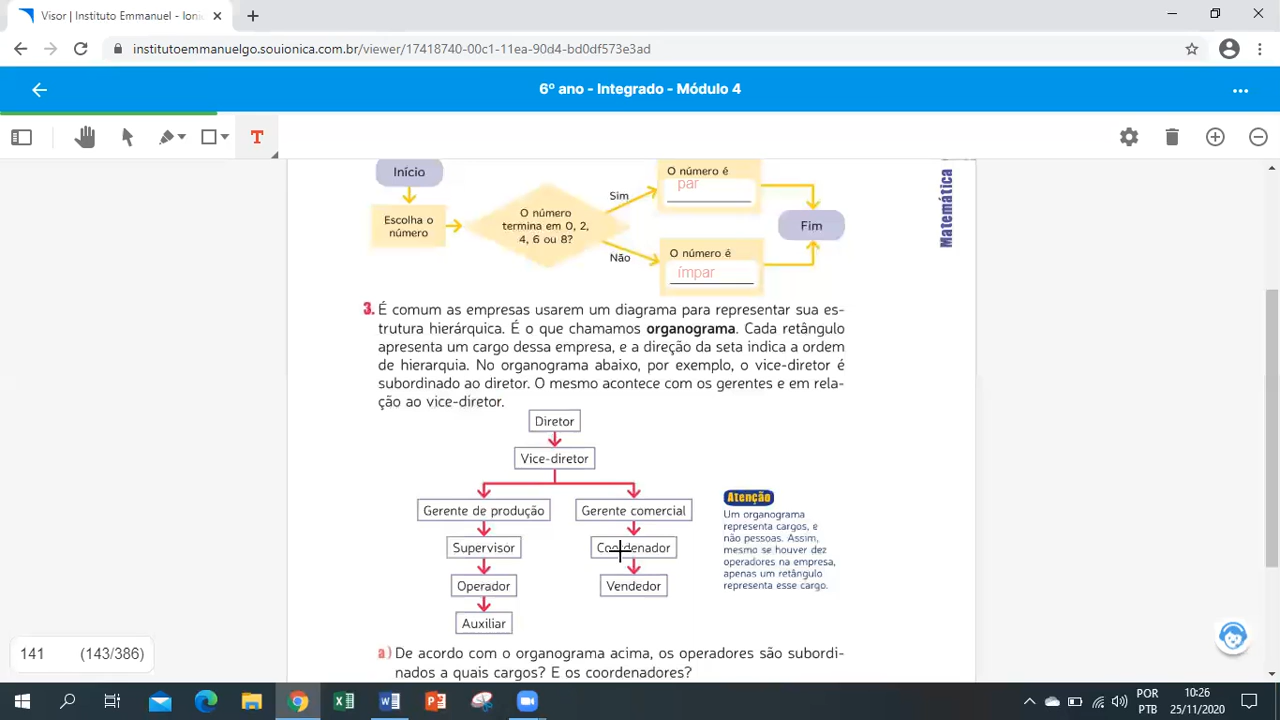 Visor | Instituto Emmanuel - Ioni
institutoemmanuelgo.souionica.com.br/viewer/17418740-00c1-11ea-90d4-bd0df573e3ad
6º ano - Integrado - Módulo 4
T
Início
Escolha o
número
O número
termina em 0, 2,
4, 6 ou 8?
Sim
Não
O número é
par
O número é
ímpar
Fim
Matemática
3. É comum as empresas usarem um diagrama para representar sua es-
trutura hierárquica. É o que chamamos organograma. Cada retângulo
apresenta um cargo dessa empresa, e a direção da seta indica a ordem
de hierarquia. No organograma abaixo, por exemplo, o vice-diretor é
subordinado ao diretor. O mesmo acontece com os gerentes e em rela-
ção ao vice-diretor.
Diretor
Vice-diretor
Gerente de produção
Gerente comercial
Supervisor
Coordenador
Operador
Vendedor
Auxiliar
Atenção
Um organograma
representa cargos, e
não pessoas. Assim,
mesmo se houver dez
operadores na empresa,
apenas um retângulo
representa esse cargo.
a) De acordo com o organograma acima, os operadores são subordi-
nados a quais cargos? E os coordenadores?
141 (143/386)
POR
PTB
10:26
25/11/2020